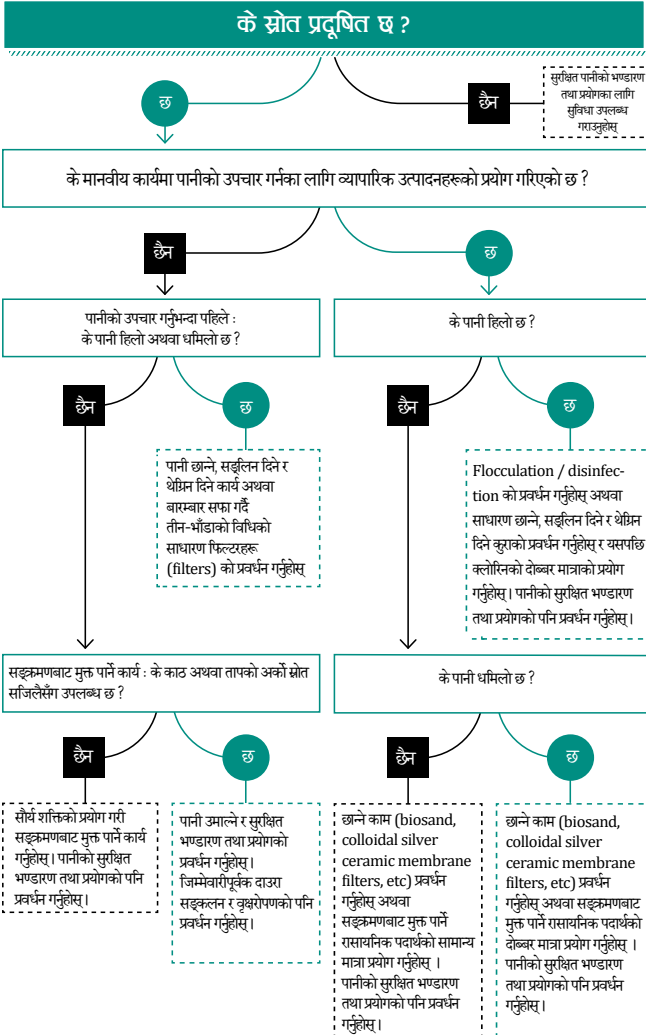 के स्रोत प्रदूषित छ ?
छ
छैन
सुरक्षित पानीको भण्डारण
तथा प्रयोगका लागि
सुविधा उपलब्ध
गराउनुहोस्
के मानवीय कार्यमा पानीको उपचार गर्नका लागि व्यापारिक उत्पादनहरूको प्रयोग गरिएको छ ?
छैन
छ
पानीको उपचार गर्नुभन्दा पहिले :
के पानी हिलो अथवा धमिलो छ ?
के पानी हिलो छ ?
छैन
छ
छैन
छ
पानी छान्ने, सङ्लिन दिने र
थेग्रिन दिने कार्य अथवा
बारम्बार सफा गर्दै
तीन-भाँडाको विधिको
साधारण फिल्टरहरू
(filters) को प्रवर्धन गर्नुहोस्
Flocculation / disinfec-
tion को प्रवर्धन गर्नुहोस् अथवा
साधारण छान्ने, सङ्लिन दिने र थेग्रिन
दिने कुराको प्रवर्धन गर्नुहोस् र यसपछि
क्लोरिनको दोब्बर मात्राको प्रयोग
गर्नुहोस्। पानीको सुरक्षित भण्डारण
तथा प्रयोगको पनि प्रवर्धन गर्नुहोस्।
सङ्क्रमणबाट मुक्त पार्ने कार्य : के काठ अथवा तापको अर्को स्रोत
सजिलैसँग उपलब्ध छ ?
के पानी धमिलो छ ?
छैन
छ
छैन
छ
सौर्य शक्तिको प्रयोग गरी
सङ्क्रमणबाट मुक्त पार्ने कार्य
गर्नुहोस्। पानीको सुरक्षित
भण्डारण तथा प्रयोगको पनि
प्रवर्धन गर्नुहोस्।
पानी उमाल्ने र सुरक्षित
भण्डारण तथा प्रयोगको
प्रवर्धन गर्नुहोस्।
जिम्मेवारीपूर्वक दाउरा
सङ्कलन र वृक्षरोपणको पनि
प्रवर्धन गर्नुहोस्।
छान्ने काम (biosand,
colloidal silver
ceramic membrane
filters, etc) प्रवर्धन
गर्नुहोस् अथवा
सङ्क्रमणबाट मुक्त पार्ने
रासायनिक पदार्थको सामान्य
मात्रा प्रयोग गर्नुहोस् ।
पानीको सुरक्षित भण्डारण
तथा प्रयोगको पनि प्रवर्धन
गर्नुहोस्।
छान्ने काम (biosand,
colloidal silver
ceramic membrane
filters, etc) प्रवर्धन
गर्नुहोस् अथवा सङ्क्रमणबाट
मुक्त पार्ने रासायनिक पदार्थको
दोब्बर मात्रा प्रयोग गर्नुहोस् ।
पानीको सुरक्षित भण्डारण
तथा प्रयोगको पनि प्रवर्धन
गर्नुहोस्।